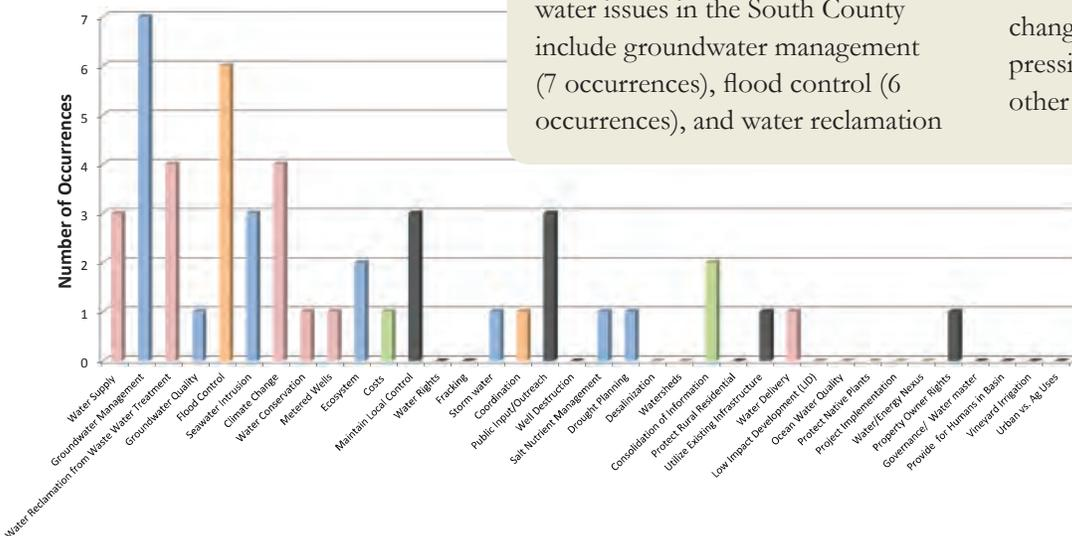 water issues in the South County
include groundwater management
(7 occurrences), flood control (6
occurrences), and water reclamation
chang
pressi
other
Number of Occurrences
7
6
5
4
3
2
1
0
Water Supply
Groundwater Management
Water Reclamation from Waste Water Treatment
Groundwater Quality
Flood Control
Seawater Intrusion
Climate Change
Water Conservation
Metered Wells
Ecosystem
Costs
Maintain Local Control
Water Rights
Fracking
Storm water
Coordination
Public Input/Outreach
Well Destruction
Salt Nutrient Management
Drought Planning
Desalinization
Watersheds
Consolidation of Information
Protect Rural Residential
Utilize Existing Infrastructure
Water Delivery
Low Impact Development (LID)
Ocean Water Quality
Protect Native Plants
Project Implementation
Water/Energy Nexus
Property Owner Rights
Governance/ Water master
Provide for Humans in Basin
Vineyard Irrigation
Urban vs. Ag Uses